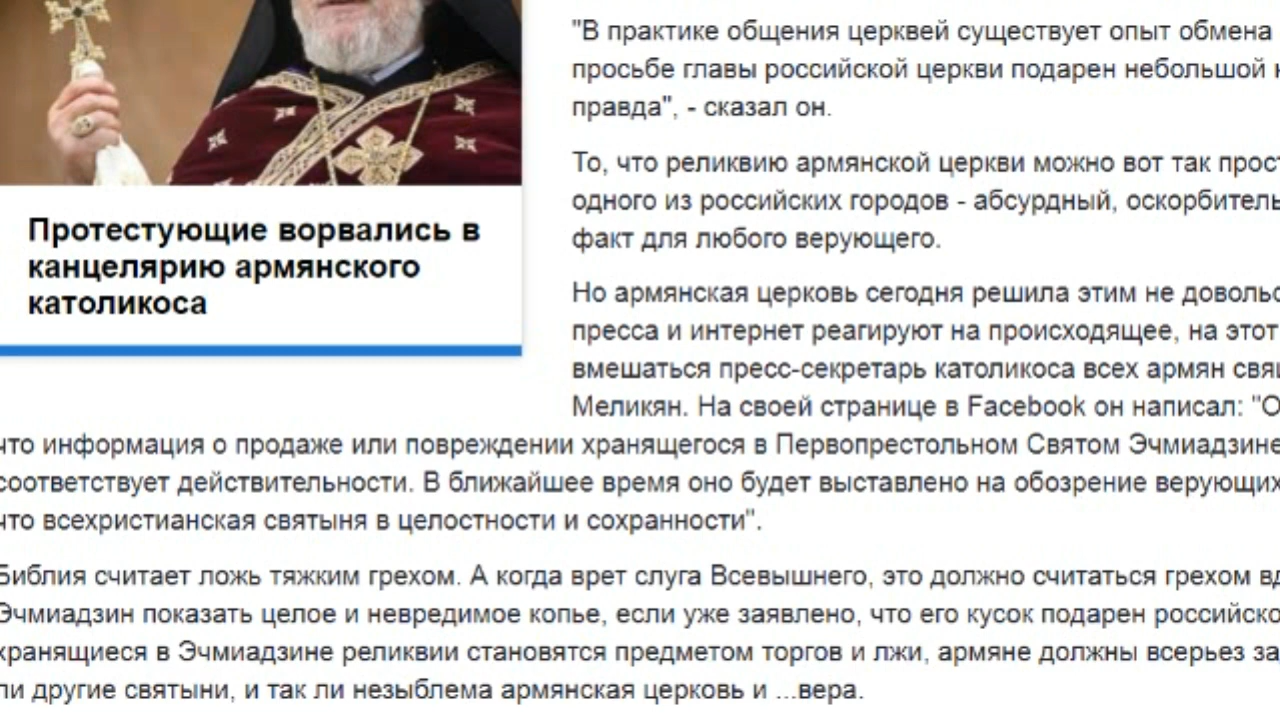 "В практике общения церквей существует опыт обмена
просьбе главы российской церкви подарен небольшой
правда", - сказал он.
То, что реликвию армянской церкви можно вот так
одного из российских городов - абсурдный,
факт для любого верующего.
Но армянская церковь сегодня решила этим не
пресса и интернет реагируют на происходящее, на этот
вмешаться пресс-секретарь католикоса всех армян
Меликян. На своей странице в Facebook он написал: "О
Протестующие ворвались в
канцелярию армянского
католикоса
что информация о продаже или повреждении хранящегося в Первопрестольном Святом Эчмиадзине
соответствует действительности. В ближайшее время оно будет выставлено на обозрение верующих
что всехристианская святыня в целостности и сохранности".
Библия считает ложь тяжким грехом. А когда врет слуга Всевышнего, это должно считаться грехом
Эчмиадзин показать целое и невредимое копье, если уже заявлено, что его кусок подарен
хранящиеся в Эчмиадзине реликвии становятся предметом торгов и лжи, армяне должны всерьез
ли другие святыни, и так ли незыблема армянская церковь и ...вера.